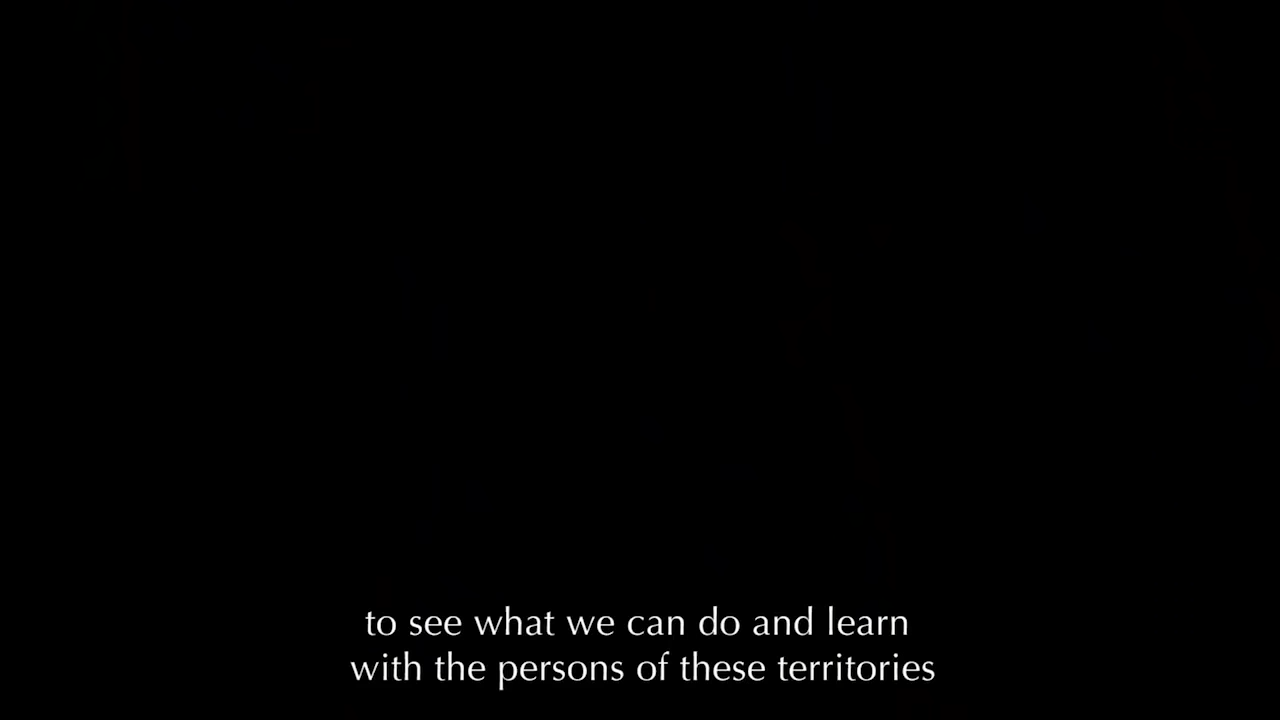 to see what we can do and learn
with the persons of these territories